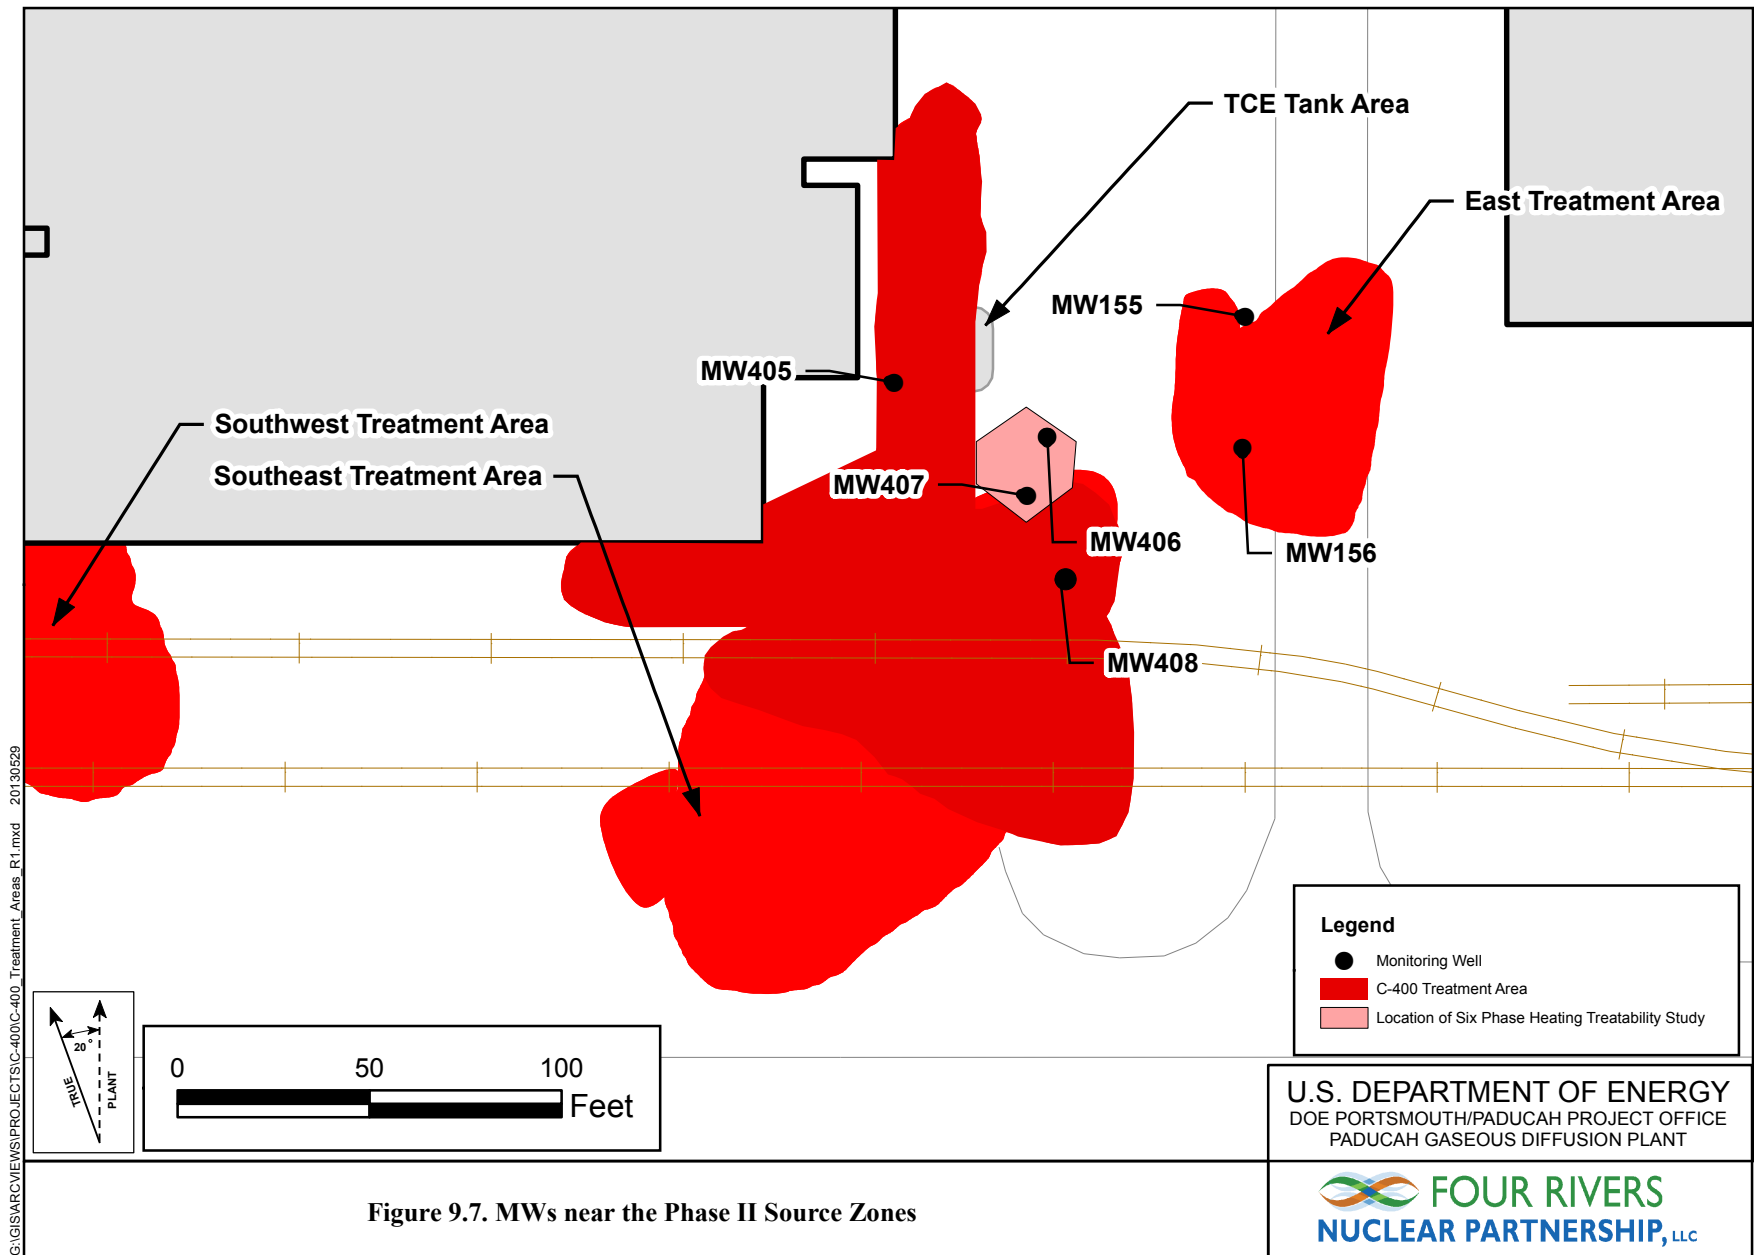 TCE Tank Area
East Treatment Area
MW155
MW405
Southwest Treatment Area
Southeast Treatment Area
MW407
MW406
MW156
MW408
Legend
Monitoring Well
C-400 Treatment Area
Location of Six Phase Heating Treatability Study
20°
TRUE
PLANT
0 50 100
Feet
U.S. DEPARTMENT OF ENERGY
DOE PORTSMOUTH/PADUCAH PROJECT OFFICE
PADUCAH GASEOUS DIFFUSION PLANT
FOUR RIVERS
NUCLEAR PARTNERSHIP, LLC
Figure 9.7. MWs near the Phase II Source Zones
G:\GIS\ARCVIEWS\PROJECTS\C-400\C-400_Treatment_Areas_R1.mxd 20130529